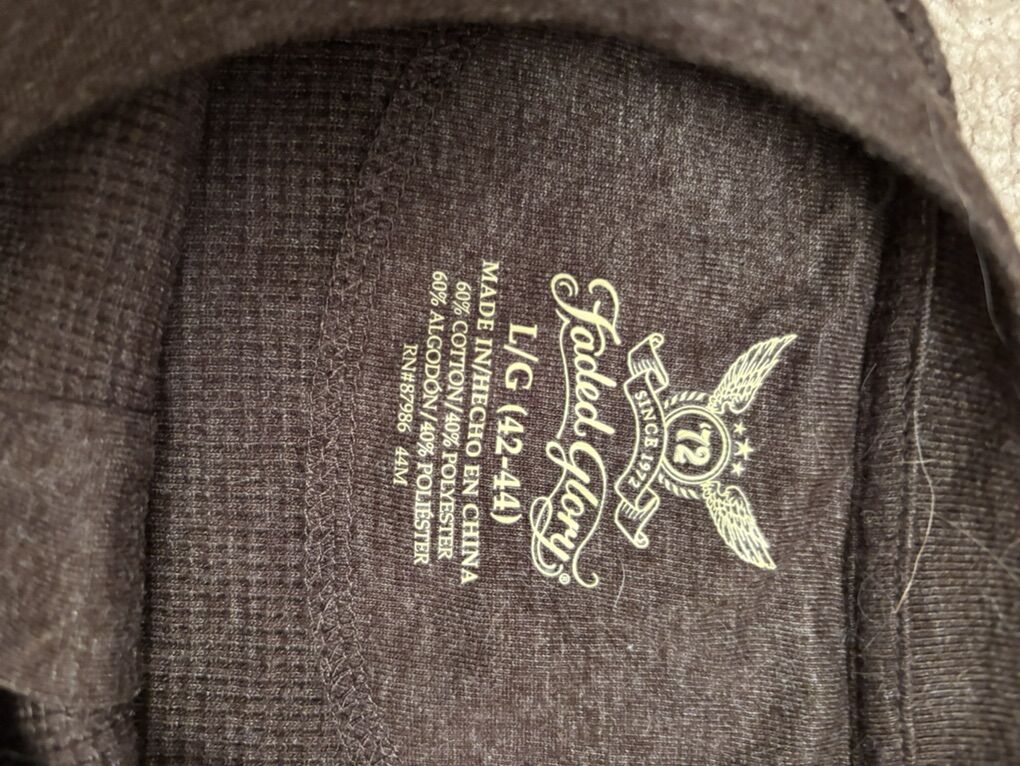 '72
SINCE 1972
Faded Glory®
L/G (42-44)
MADE IN/HECHO EN CHINA
60% COTTON/40% POLYESTER
60% ALGODÓN/40% POLIÉSTER
RN#87986 44M